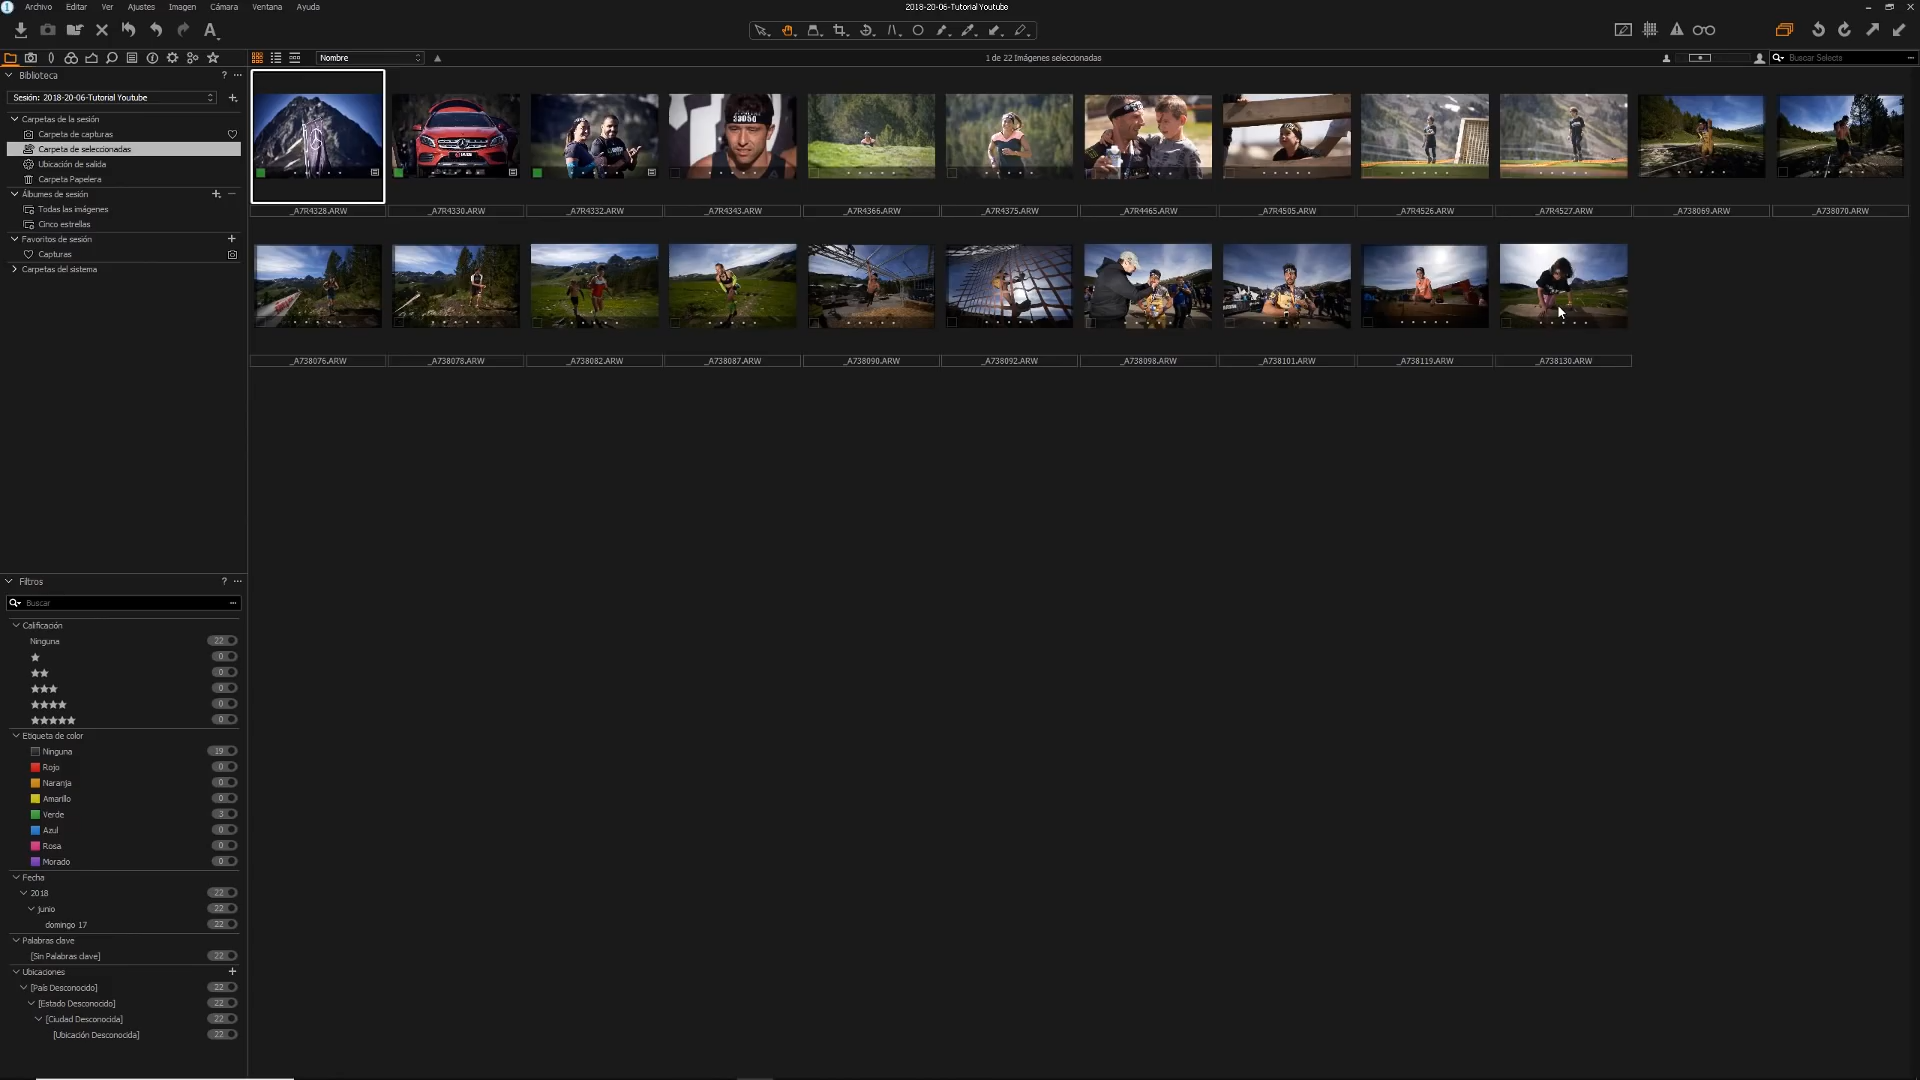 Archivo Editar Ver Ajustes Imagen Cámara Ventana Ayuda
2018-20-06-Tutorial Youtube
Nombre
1 de 22 Imágenes seleccionadas
Buscar Selects
Biblioteca
Sesión: 2018-20-06-Tutorial Youtube
Carpetas de la sesión
Carpeta de capturas
Carpeta de seleccionadas
Ubicación de salida
Carpeta Papelera
Álbumes de sesión
Todas las imágenes
Cinco estrellas
Favoritos de sesión
Capturas
Carpetas del sistema
_A7R4328.ARW _A7R4330.ARW _A7R4332.ARW _A7R4343.ARW _A7R4366.ARW _A7R4375.ARW _A7R4465.ARW _A7R4505.ARW _A7R4526.ARW _A7R4527.ARW _A738069.ARW _A738070.ARW
_A738076.ARW _A738078.ARW _A738082.ARW _A738087.ARW _A738090.ARW _A738092.ARW _A738098.ARW _A738101.ARW _A738119.ARW _A738130.ARW
Filtros
Buscar
Calificación
Ninguna 22
0
0
0
0
0
Etiqueta de color
Ninguna 19
Rojo 0
Naranja 0
Amarillo 0
Verde 3
Azul 0
Rosa 0
Morado 0
Fecha
2018 22
junio 22
domingo 17 22
Palabras clave
[Sin Palabras clave] 22
Ubicaciones
[País Desconocido] 22
[Estado Desconocido] 22
[Ciudad Desconocida] 22
[Ubicación Desconocida] 22